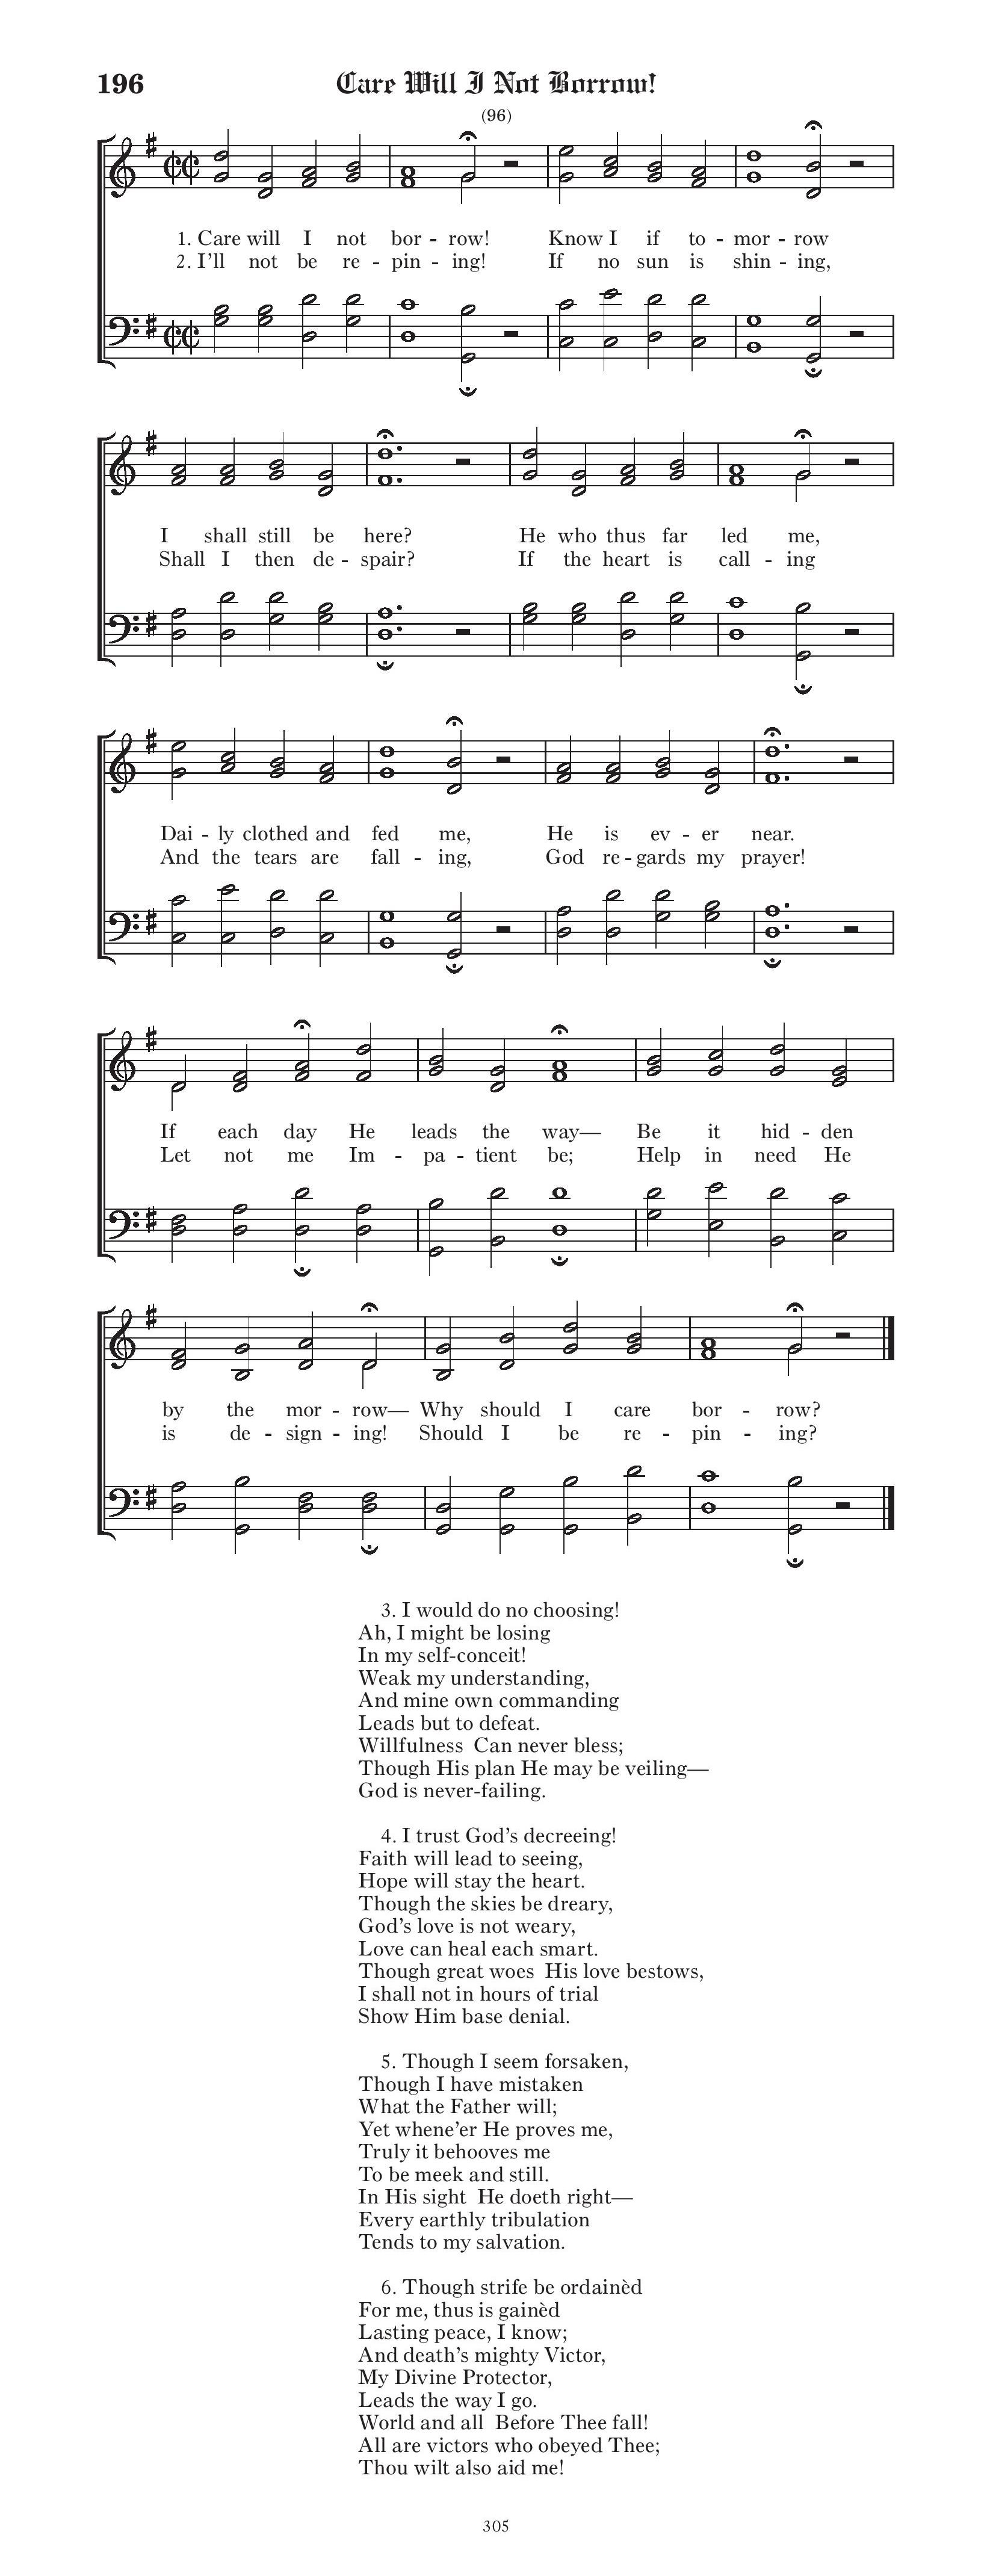 196 Care Will I Not Borrow!
(96)
1. Care will I not bor - row! Know I if to - mor - row
2. I’ll not be re - pin - ing! If no sun is shin - ing,
I shall still be here? He who thus far led me,
Shall I then de - spair? If the heart is call - ing
Dai - ly clothed and fed me, He is ev - er near.
And the tears are fall - ing, God re - gards my prayer!
If each day He leads the way— Be it hid - den
Let not me Im - pa - tient be; Help in need He
by the mor - row— Why should I care bor - row?
is de - sign - ing! Should I be re - pin - ing?
3. I would do no choosing!
Ah, I might be losing
In my self-conceit!
Weak my understanding,
And mine own commanding
Leads but to defeat.
Willfulness Can never bless;
Though His plan He may be veiling—
God is never-failing.
4. I trust God’s decreeing!
Faith will lead to seeing,
Hope will stay the heart.
Though the skies be dreary,
God’s love is not weary,
Love can heal each smart.
Though great woes His love bestows,
I shall not in hours of trial
Show Him base denial.
5. Though I seem forsaken,
Though I have mistaken
What the Father will;
Yet whene’er He proves me,
Truly it behooves me
To be meek and still.
In His sight He doeth right—
Every earthly tribulation
Tends to my salvation.
6. Though strife be ordainèd
For me, thus is gainèd
Lasting peace, I know;
And death’s mighty Victor,
My Divine Protector,
Leads the way I go.
World and all Before Thee fall!
All are victors who obeyed Thee;
Thou wilt also aid me!
305